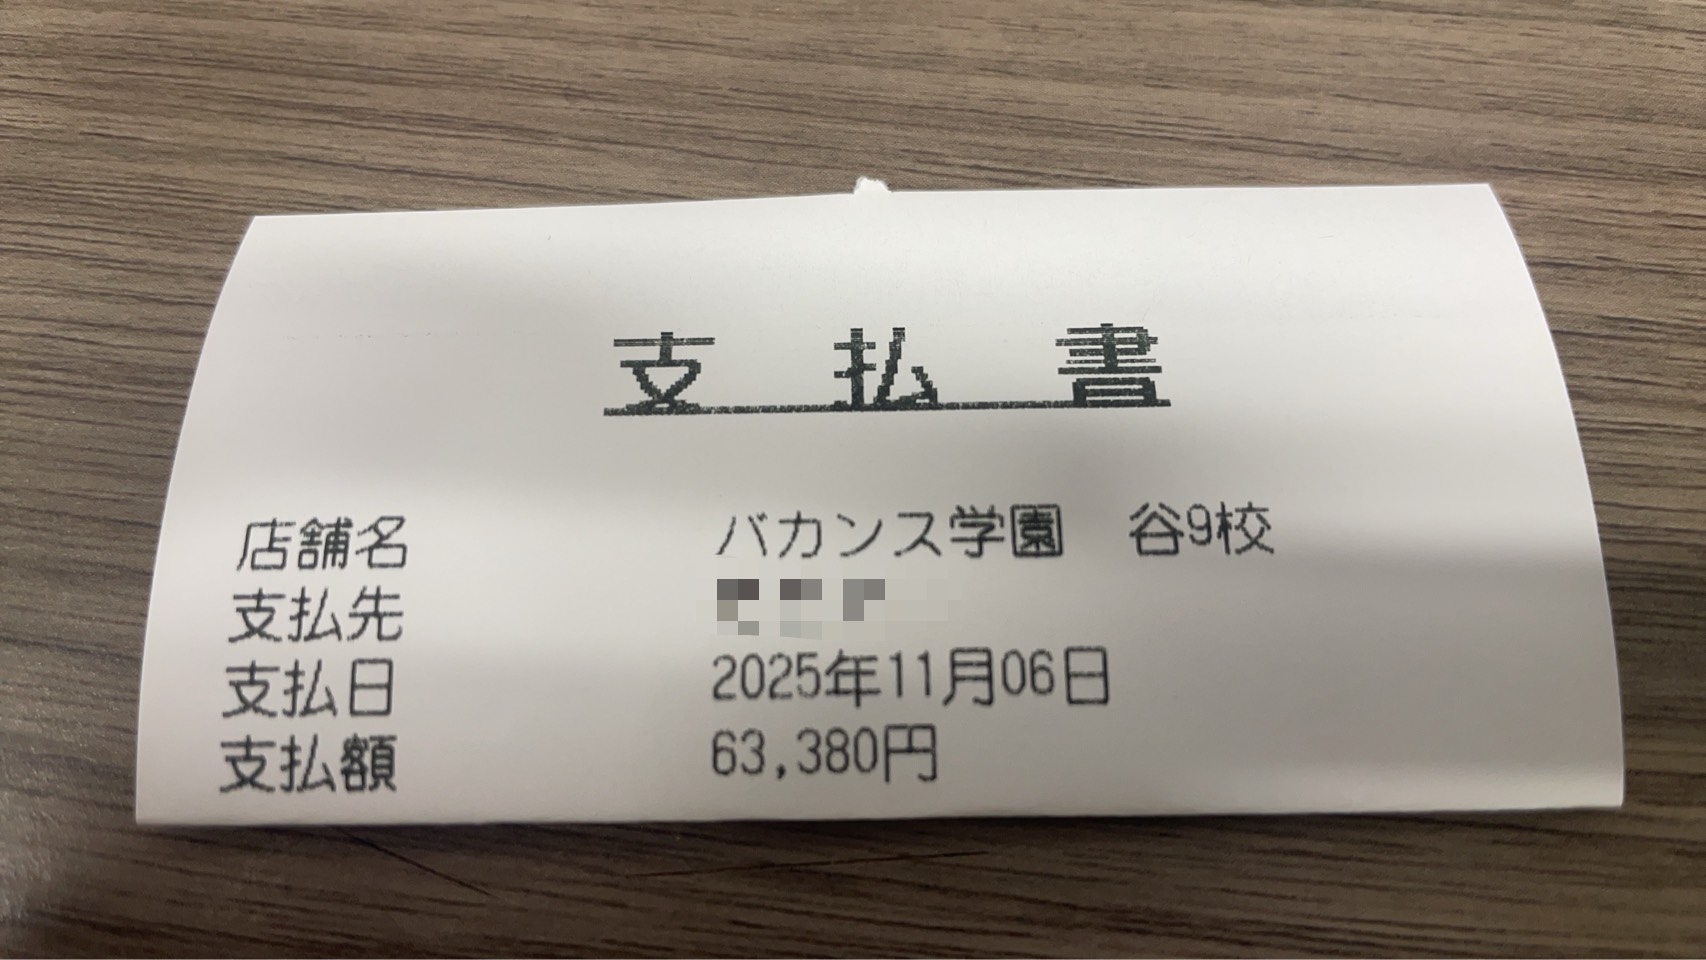 支払書
店舗名 バカンス学園 谷9校
支払先
支払日 2025年11月06日
支払額 63,380円